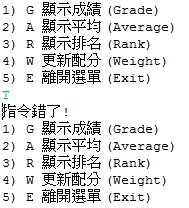 1) G 顯示成績 (Grade)
2) A 顯示平均 (Average)
3) R 顯示排名 (Rank)
4) W 更新配分 (Weight)
5) E 離開選單 (Exit)
T
指令錯了!
1) G 顯示成績 (Grade)
2) A 顯示平均 (Average)
3) R 顯示排名 (Rank)
4) W 更新配分 (Weight)
5) E 離開選單 (Exit)